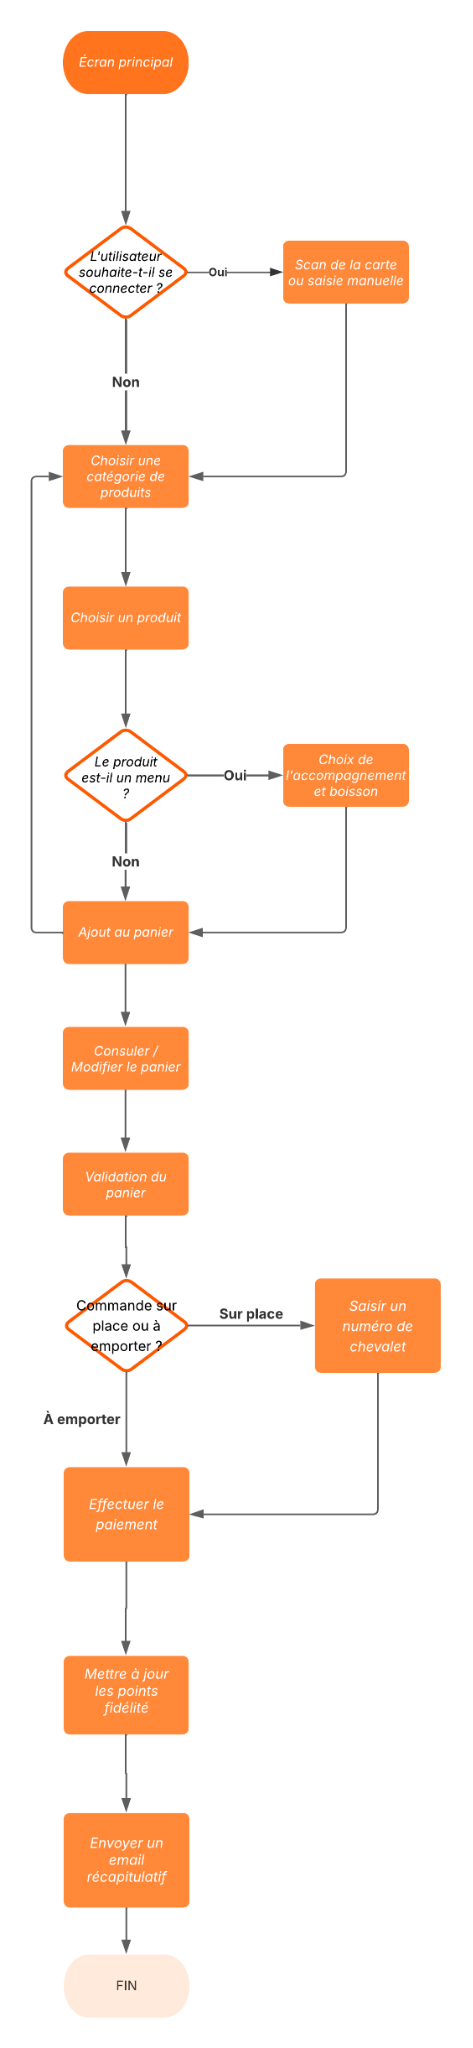 Écran principal
L'utilisateur
souhaite-t-il se
connecter ?
Oui
Scan de la carte
ou saisie manuelle
Non
Choisir une
catégorie de
produits
Choisir un produit
Le produit
est-il un menu
?
Oui
Choix de
l'accompagnement
et boisson
Non
Ajout au panier
Consuler /
Modifier le panier
Validation du
panier
Commande sur
place ou à
emporter ?
Sur place
Saisir un
numéro de
chevalet
À emporter
Effectuer le
paiement
Mettre à jour
les points
fidélité
Envoyer un
email
récapitulatif
FIN